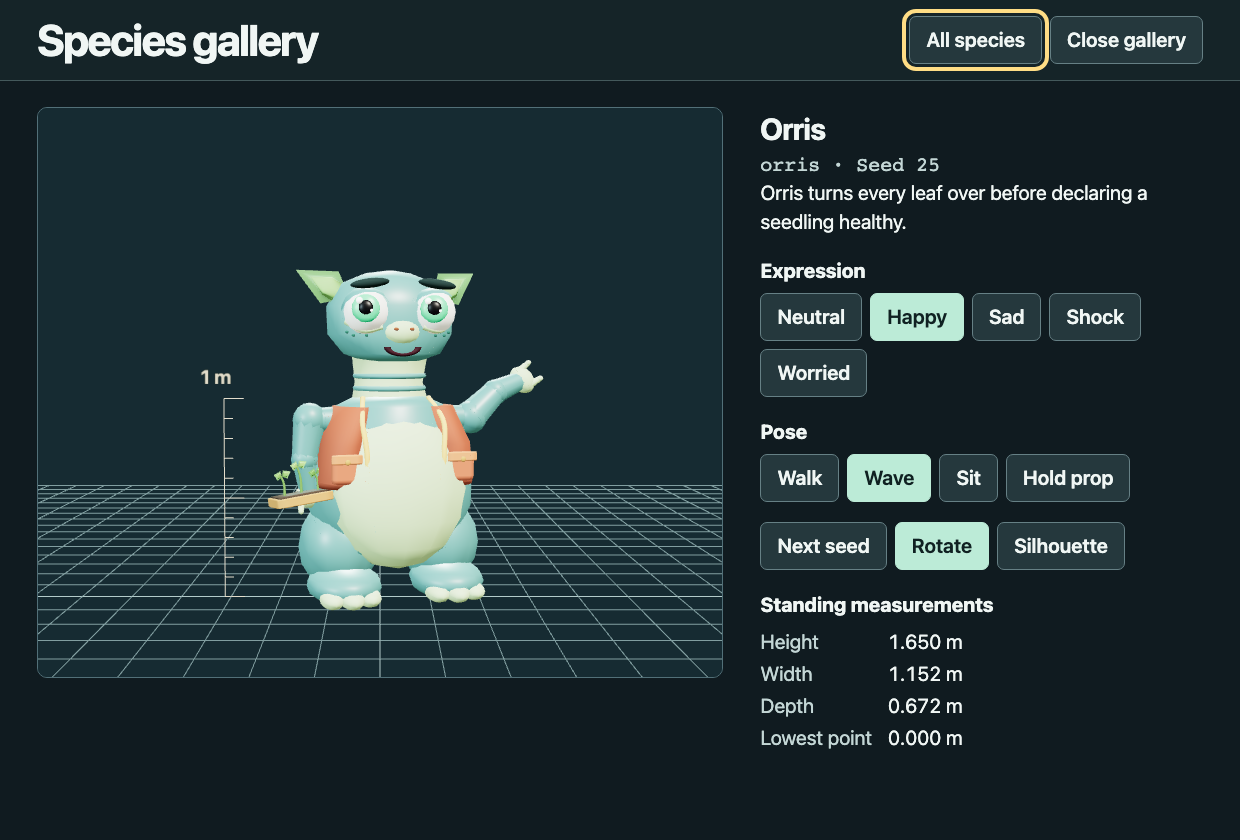 Species gallery
All species
Close gallery
1 m
Orris
orris · Seed 25
Orris turns every leaf over before declaring a
seedling healthy.
Expression
Neutral
Happy
Sad
Shock
Worried
Pose
Walk
Wave
Sit
Hold prop
Next seed
Rotate
Silhouette
Standing measurements
Height 1.650 m
Width 1.152 m
Depth 0.672 m
Lowest point 0.000 m